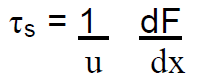 τs = 1 dF
u dx